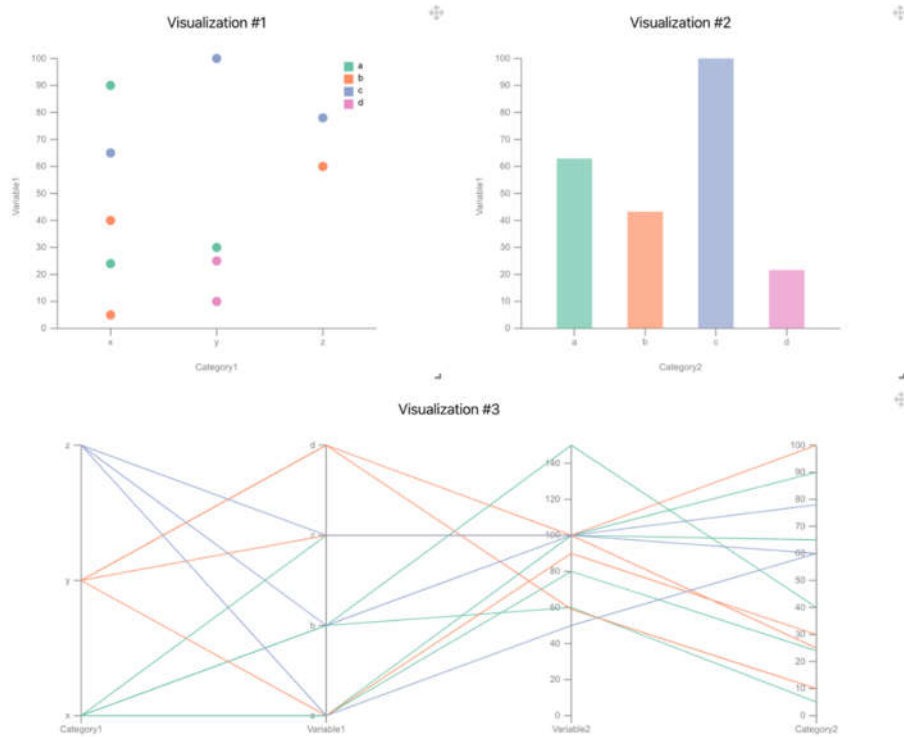 Visualization #1
100
90
80
70
60
50
40
30
20
10
0
Variable1
x
y
z
Category1
a
b
c
d
Visualization #2
100
90
80
70
60
50
40
30
20
10
0
Variable1
a
b
c
d
Category2
Visualization #3
z
y
x
Category1
d
c
b
a
Variable1
140
120
100
80
60
40
20
0
Variable2
100
90
80
70
60
50
40
30
20
10
0
Category2